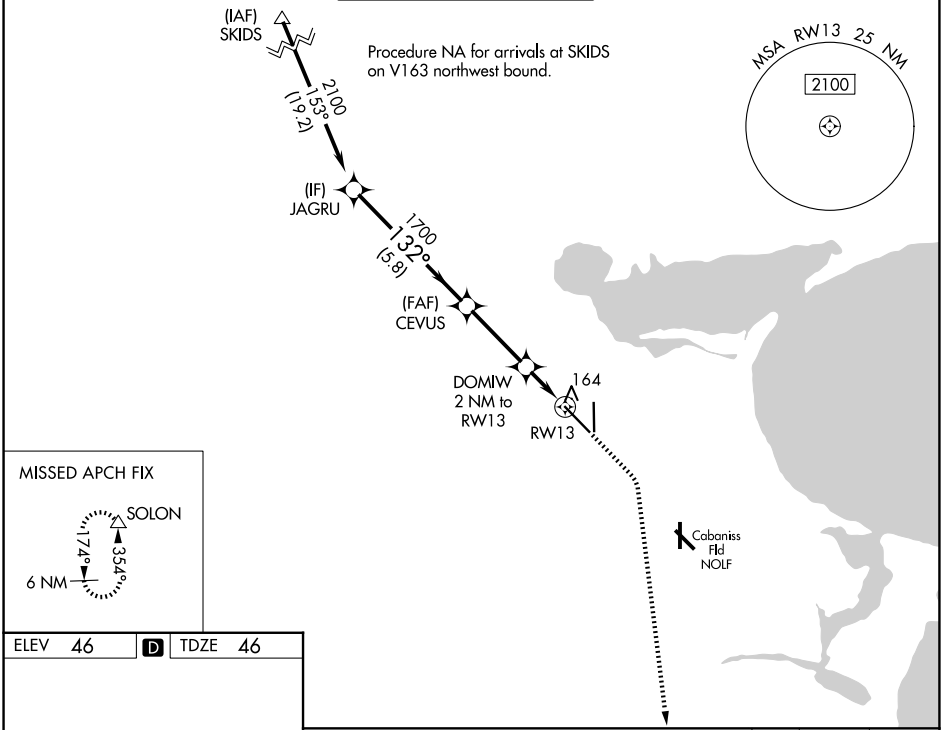 (IAF)
SKIDS
Procedure NA for arrivals at SKIDS
on V163 northwest bound.
MSA RW13 25 NM
2100
2100
153°
(19.2)
(IF)
JAGRU
1700
132°
(5.8)
(FAF)
CEVUS
DOMIW
2 NM to
RW13
164
RW13
MISSED APCH FIX
SOLON
174°
354°
6 NM
Cabaniss
Fld
NOLF
ELEV 46 D TDZE 46